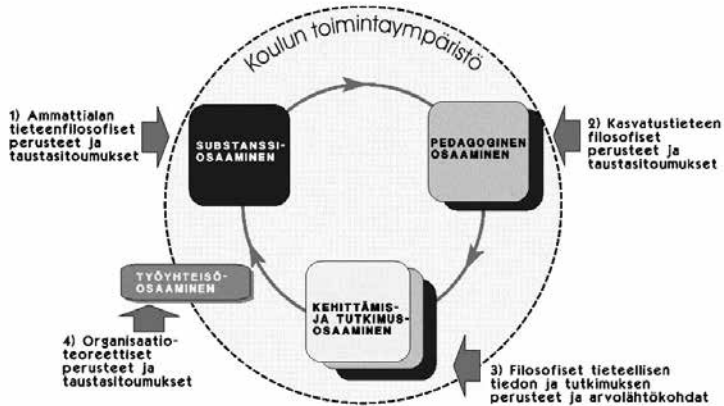 Koulun toimintaympäristö
1) Ammattialan
tieteenfilosofiset
perusteet ja
taustasitoumukset
SUBSTANSSI-
OSAAMINEN
PEDAGOGINEN
OSAAMINEN
2) Kasvatustieteen
filosofiset
perusteet ja
taustasitoumukset
TYÖYHTEISÖ-
OSAAMINEN
KEHITTÄMIS-
JA TUTKIMUS-
OSAAMINEN
4) Organisaatio-
teoreettiset
perusteet ja
taustasitoumukset
3) Filosofiset tieteellisen
tiedon ja tutkimuksen
perusteet ja arvolähtökohdat